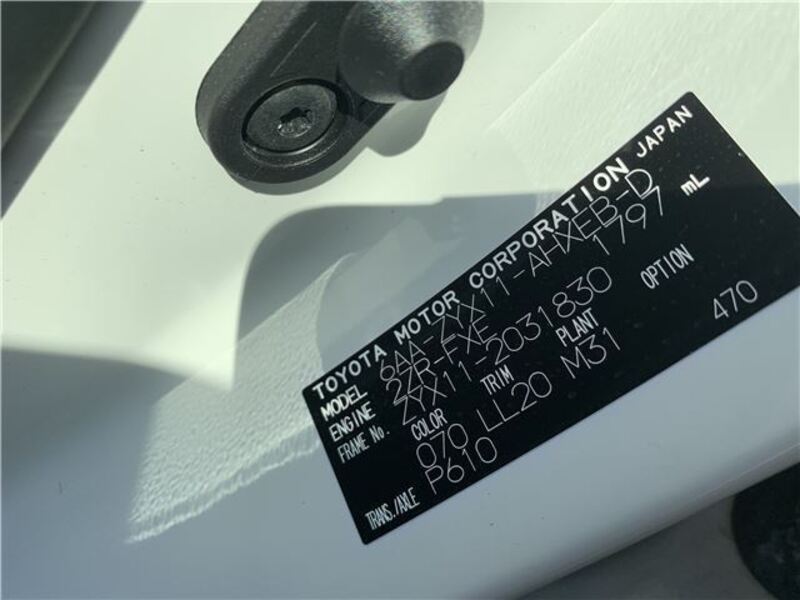 TOYOTA MOTOR CORPORATION JAPAN
MODEL 6AA-ZYX11-AHXEB-D
ENGINE 2ZR-FXE 1797 mL
FRAME No. ZYX11-2031830
COLOR TRIM PLANT OPTION
070 LL20 M31 470
TRANS./AXLE P610